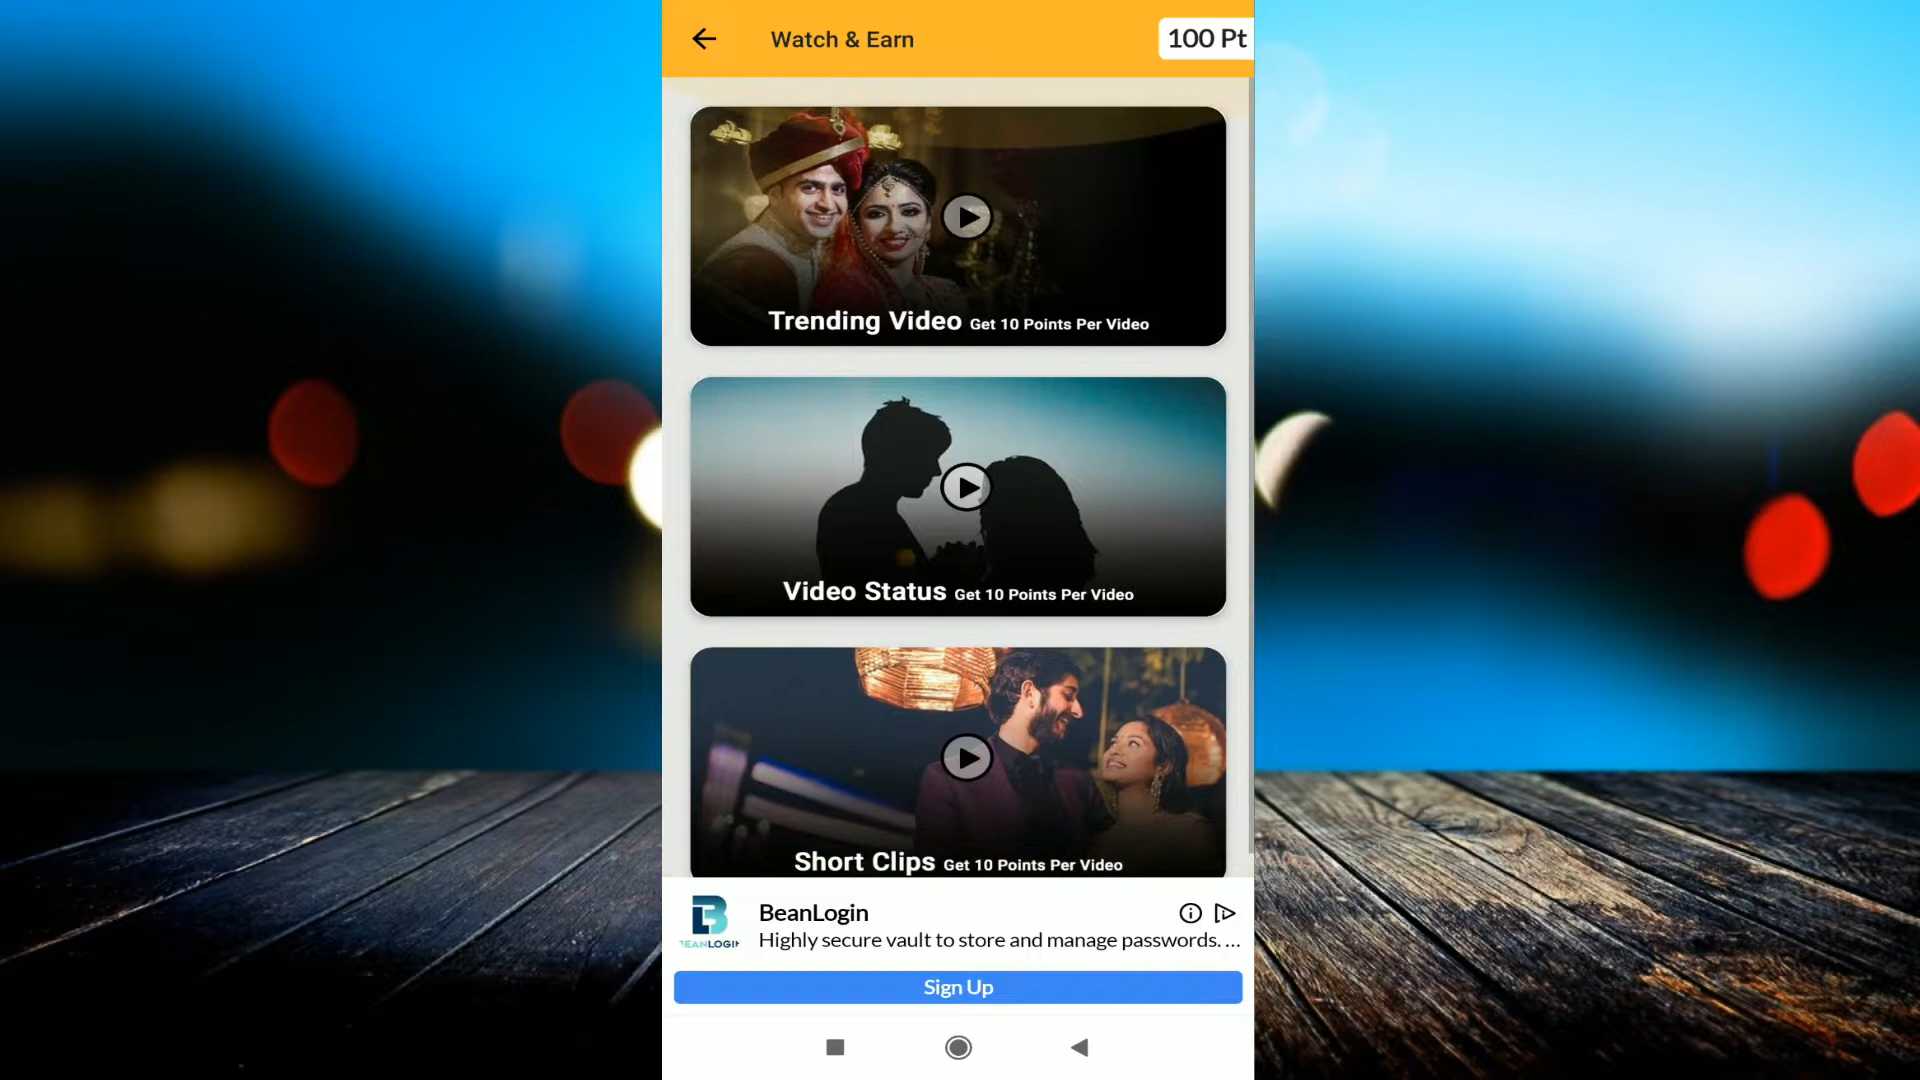 Watch & Earn
100 Pt
Trending Video Get 10 Points Per Video
Video Status Get 10 Points Per Video
Short Clips Get 10 Points Per Video
BeanLogin
Highly secure vault to store and manage passwords. ...
EANLOGI
Sign Up